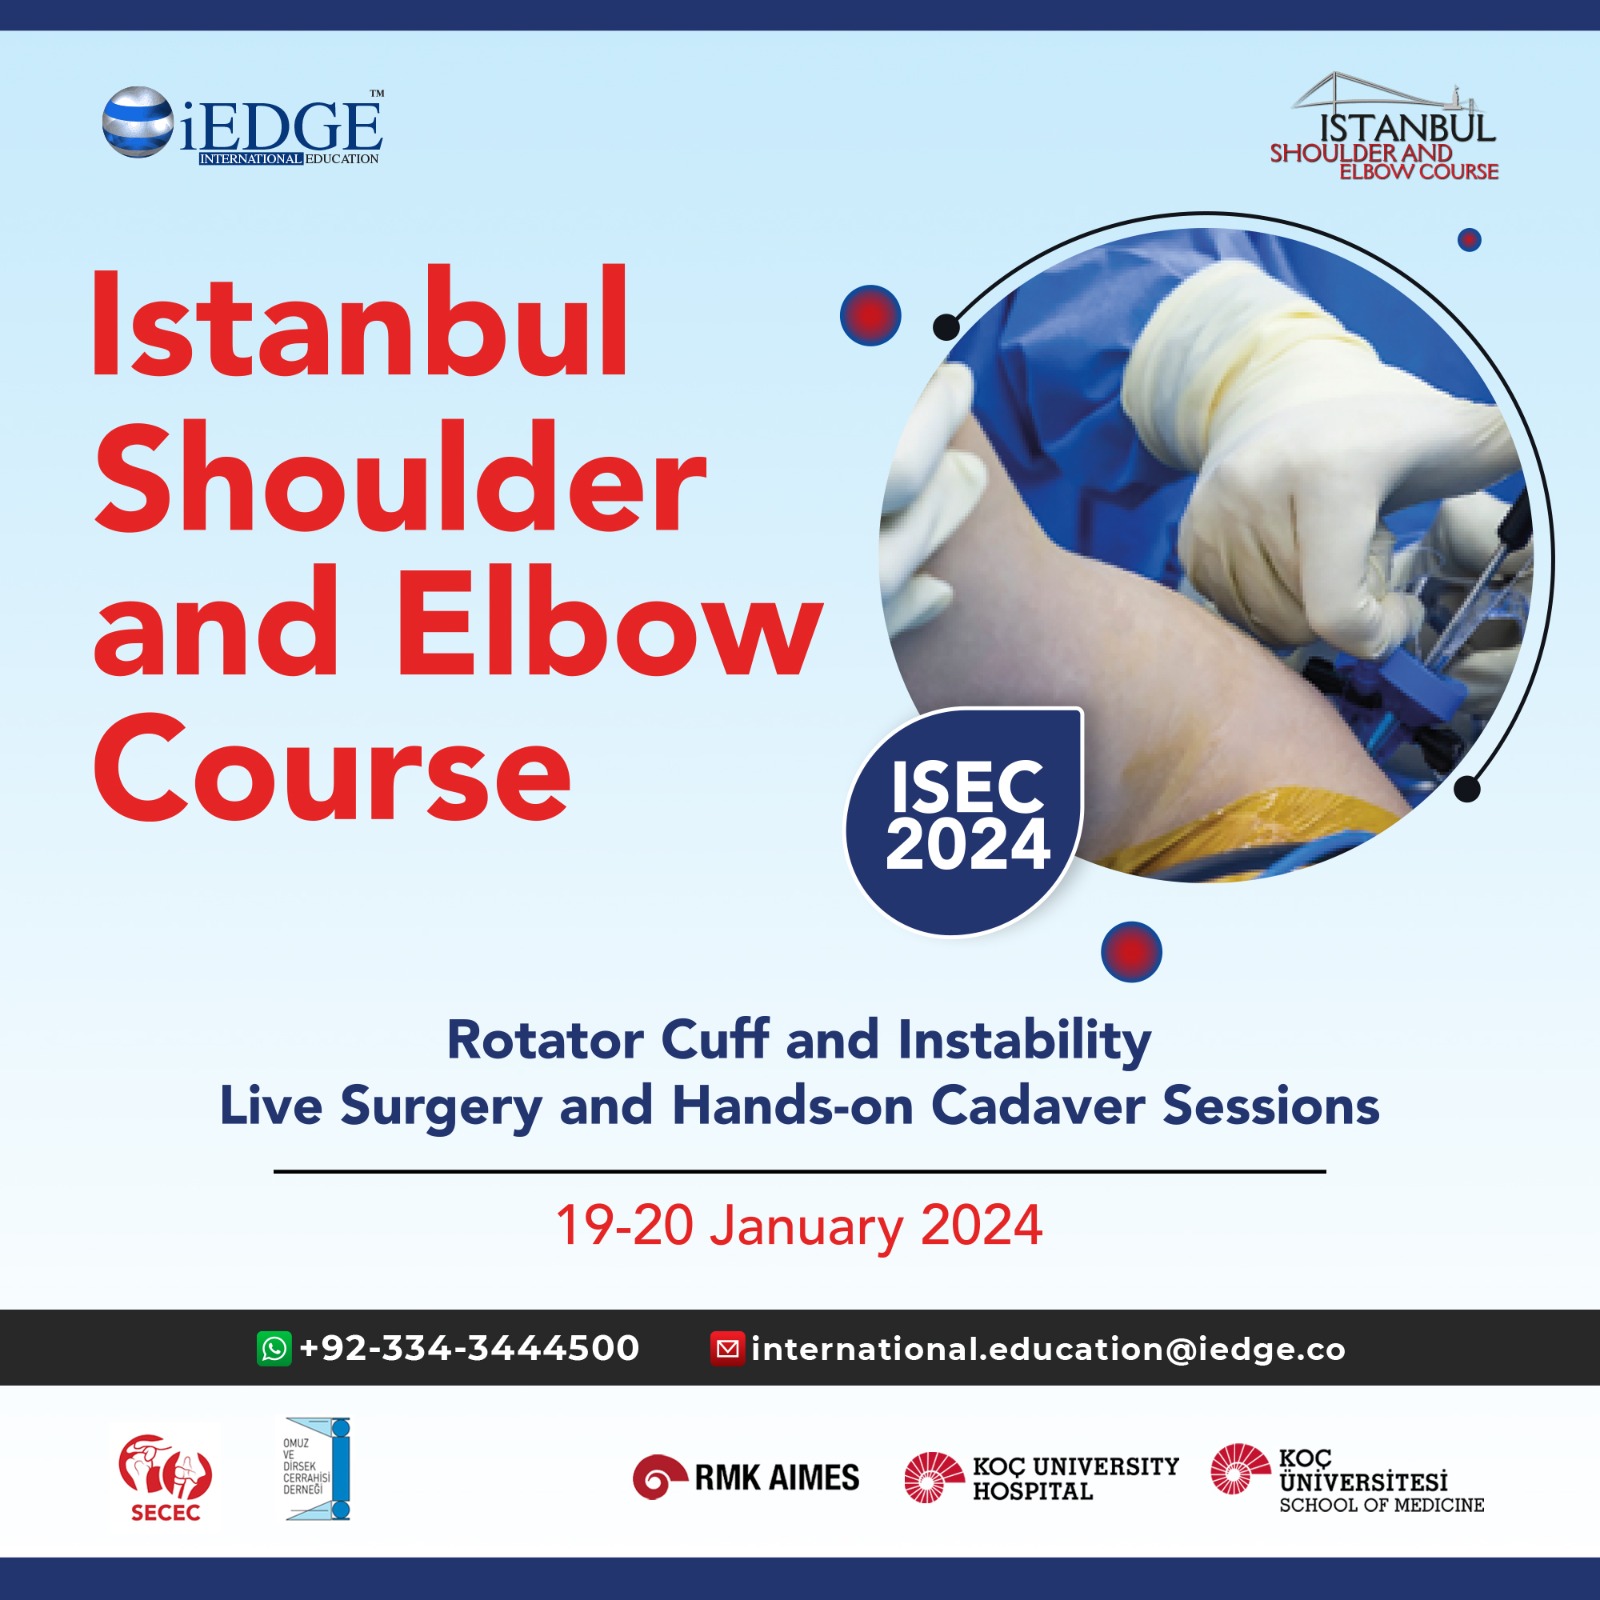 iEDGE™
INTERNATIONAL EDUCATION
ISTANBUL
SHOULDER AND
ELBOW COURSE
Istanbul
Shoulder
and Elbow
Course
ISEC
2024
Rotator Cuff and Instability
Live Surgery and Hands-on Cadaver Sessions
19-20 January 2024
+92-334-3444500
international.education@iedge.co
SECEC
OMUZ
VE
DİRSEK
CERRAHİSİ
DERNEĞİ
RMK AIMES
KOÇ UNIVERSITY
HOSPITAL
KOÇ
ÜNİVERSİTESİ
SCHOOL OF MEDICINE